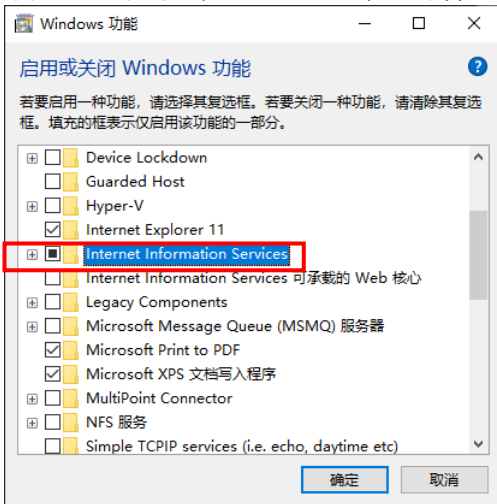 Windows 功能
启用或关闭 Windows 功能
若要启用一种功能，请选择其复选框。若要关闭一种功能，请清除其复选
框。填充的框表示仅启用该功能的一部分。
Device Lockdown
Guarded Host
Hyper-V
Internet Explorer 11
Internet Information Services
Internet Information Services 可承载的 Web 核心
Legacy Components
Microsoft Message Queue (MSMQ) 服务器
Microsoft Print to PDF
Microsoft XPS 文档写入程序
MultiPoint Connector
NFS 服务
Simple TCPIP services (i.e. echo, daytime etc)
确定 取消